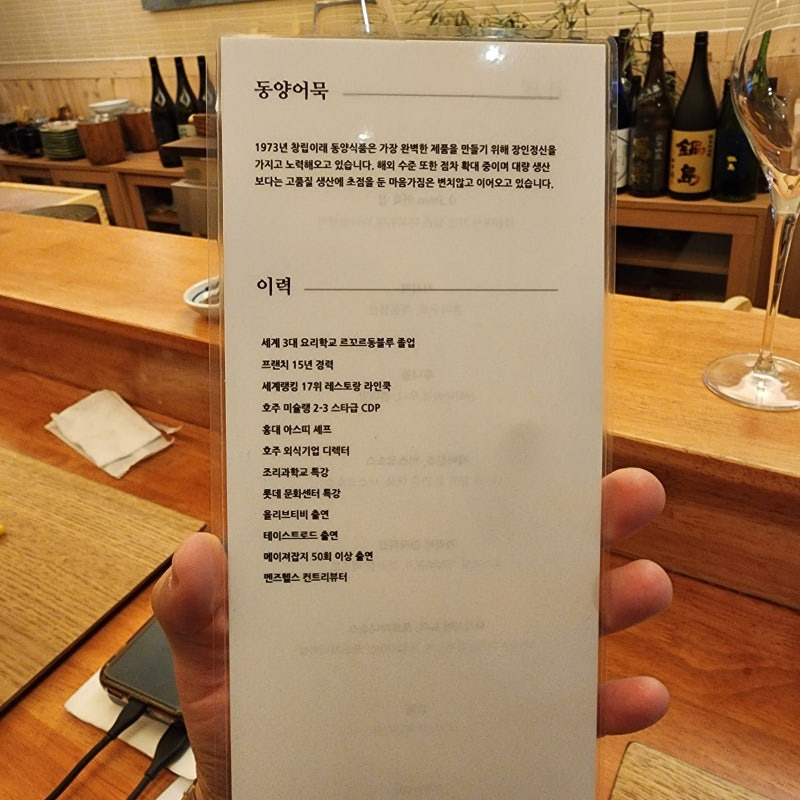 동양어묵
1973년 창립이래 동양식품은 가장 완벽한 제품을 만들기 위해 장인정신을
가지고 노력해오고 있습니다. 해외 수준 또한 점차 확대 중이며 대량 생산
보다는 고품질 생산에 초점을 둔 마음가짐은 변치않고 이어오고 있습니다.
이력
세계 3대 요리학교 르꼬르동블루 졸업
프랜치 15년 경력
세계랭킹 17위 레스토랑 라인쿡
호주 미슐랭 2-3 스타급 CDP
홍대 아스띠 셰프
호주 외식기업 디렉터
조리과학교 특강
롯데 문화센터 특강
올리브티비 출연
테이스트로드 출연
메이져잡지 50회 이상 출연
멘즈헬스 컨트리뷰터
鍋島